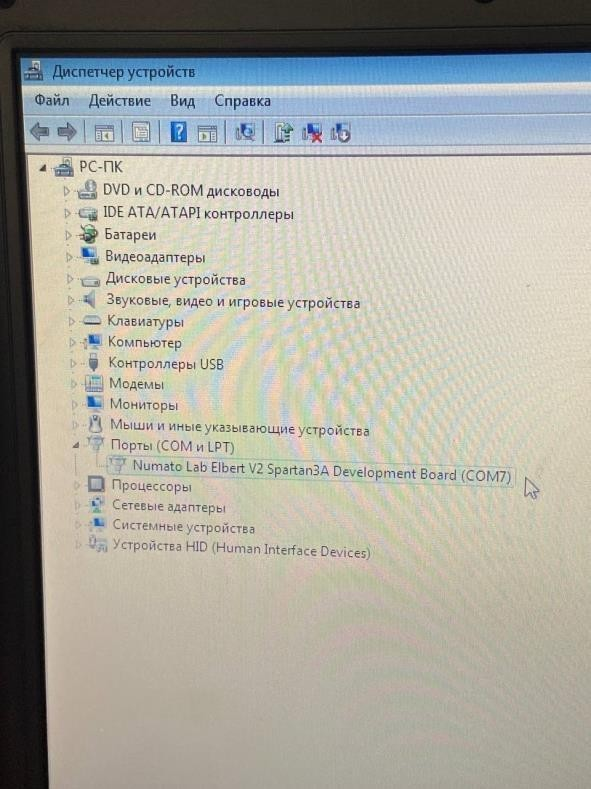 Диспетчер устройств
Файл Действие Вид Справка
РС-ПК
DVD и CD-ROM дисководы
IDE ATA/ATAPI контроллеры
Батареи
Видеоадаптеры
Дисковые устройства
Звуковые, видео и игровые устройства
Клавиатуры
Компьютер
Контроллеры USB
Модемы
Мониторы
Мыши и иные указывающие устройства
Порты (COM и LPT)
Numato Lab Elbert V2 Spartan3A Development Board (COM7)
Процессоры
Сетевые адаптеры
Системные устройства
Устройства HID (Human Interface Devices)